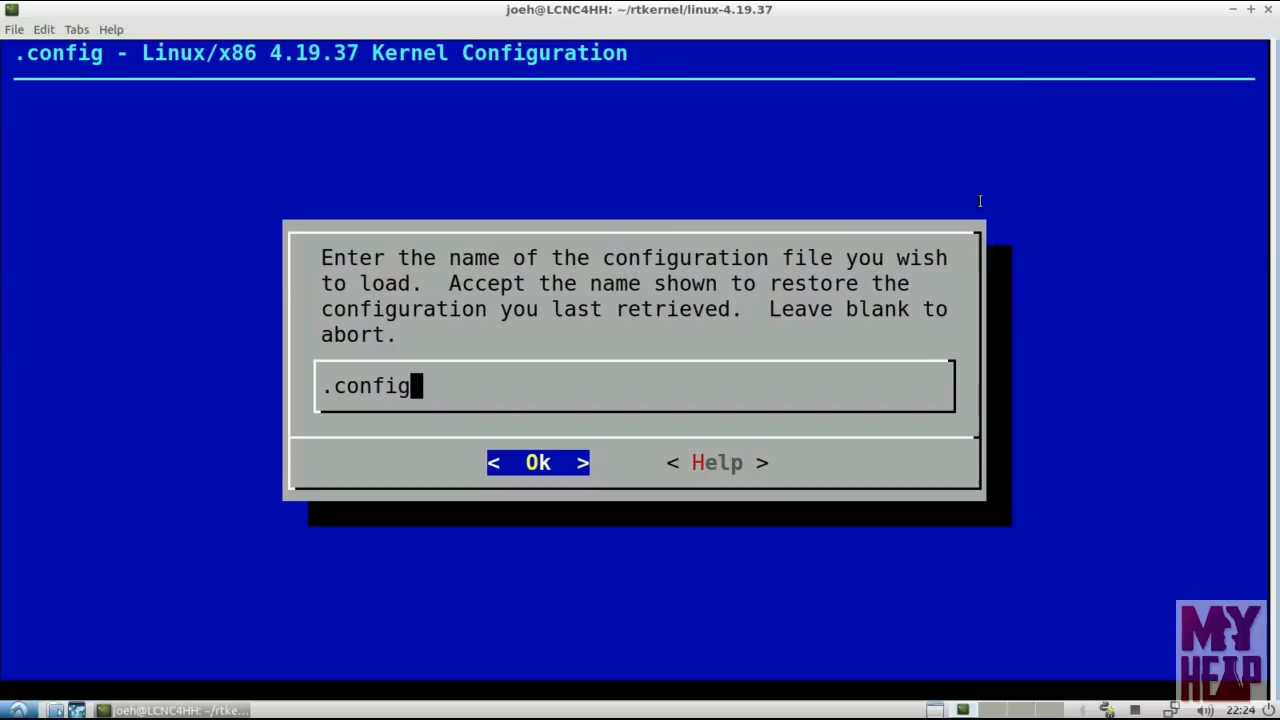 joeh@LCNC4HH: ~/rtkernel/linux-4.19.37
File Edit Tabs Help
.config - Linux/x86 4.19.37 Kernel Configuration
Enter the name of the configuration file you wish
to load. Accept the name shown to restore the
configuration you last retrieved. Leave blank to
abort.
.config
< Ok > < Help >
MY
HEAP
joeh@LCNC4HH: ~/rtke...
22:24